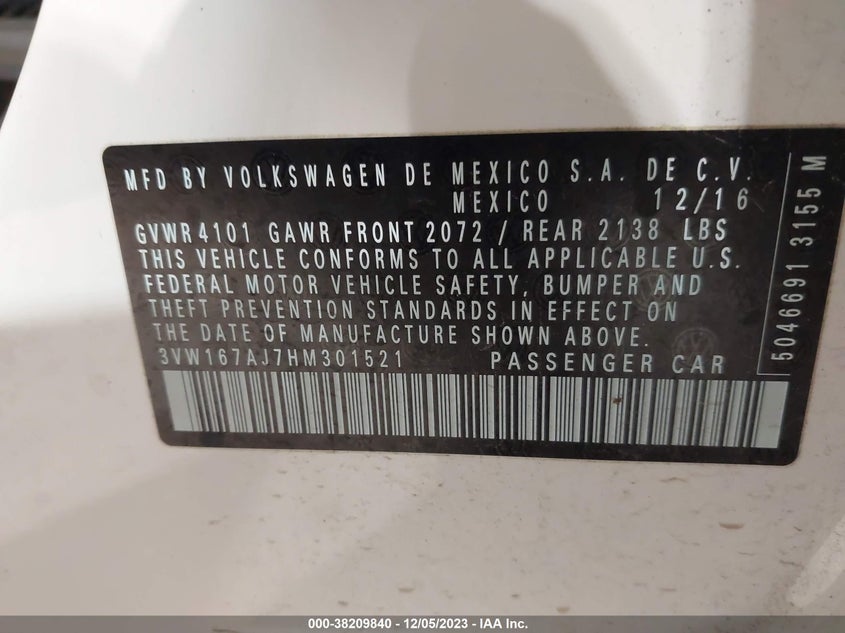 MFD BY VOLKSWAGEN DE MEXICO S.A. DE C.V.
MEXICO 12/16
GVWR 4101 GAWR FRONT 2072 / REAR 2138 LBS
THIS VEHICLE CONFORMS TO ALL APPLICABLE U.S.
FEDERAL MOTOR VEHICLE SAFETY, BUMPER AND
THEFT PREVENTION STANDARDS IN EFFECT ON
THE DATE OF MANUFACTURE SHOWN ABOVE.
3VW167AJ7HM301521 PASSENGER CAR
5046691 3155 M
000-38209840 - 12/05/2023 - IAA Inc.